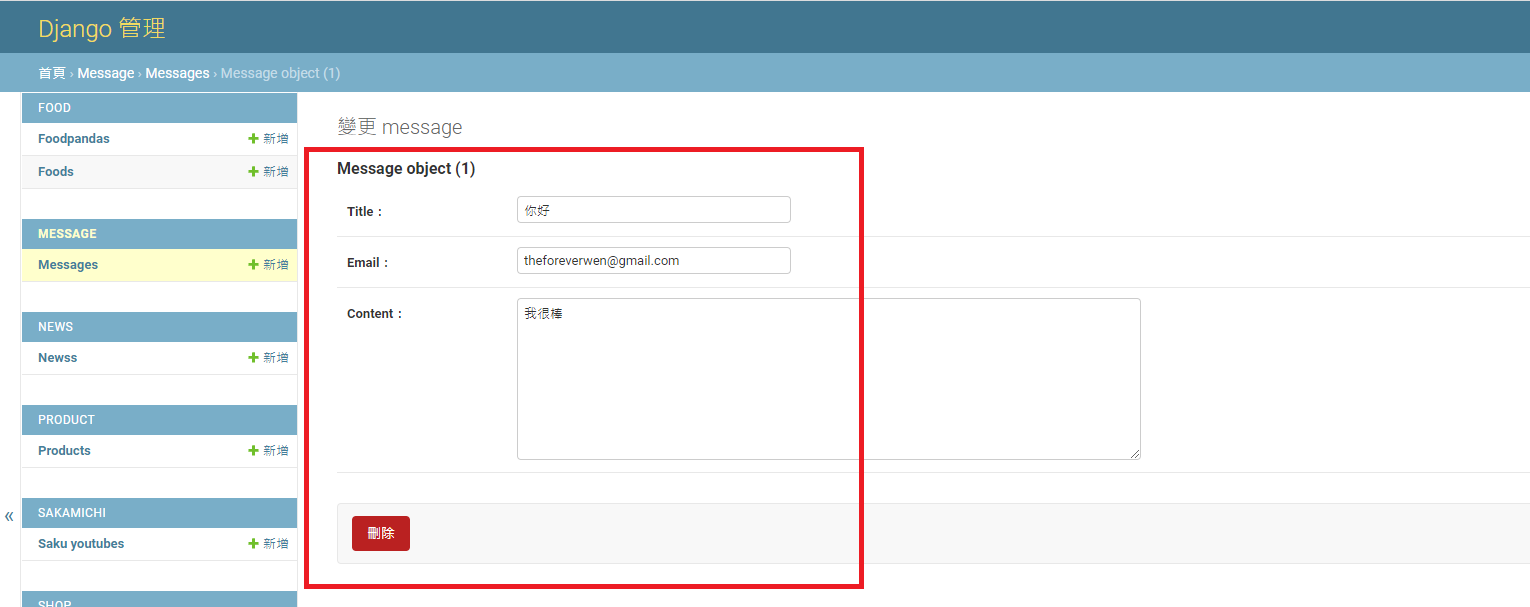 Django 管理
首頁 › Message › Messages › Message object (1)
FOOD
Foodpandas 新增
Foods 新增
MESSAGE
Messages 新增
NEWS
Newss 新增
PRODUCT
Products 新增
«
SAKAMICHI
Saku youtubes 新增
SHOP
變更 message
Message object (1)
Title：
你好
Email：
theforeverwen@gmail.com
Content：
我很棒
刪除